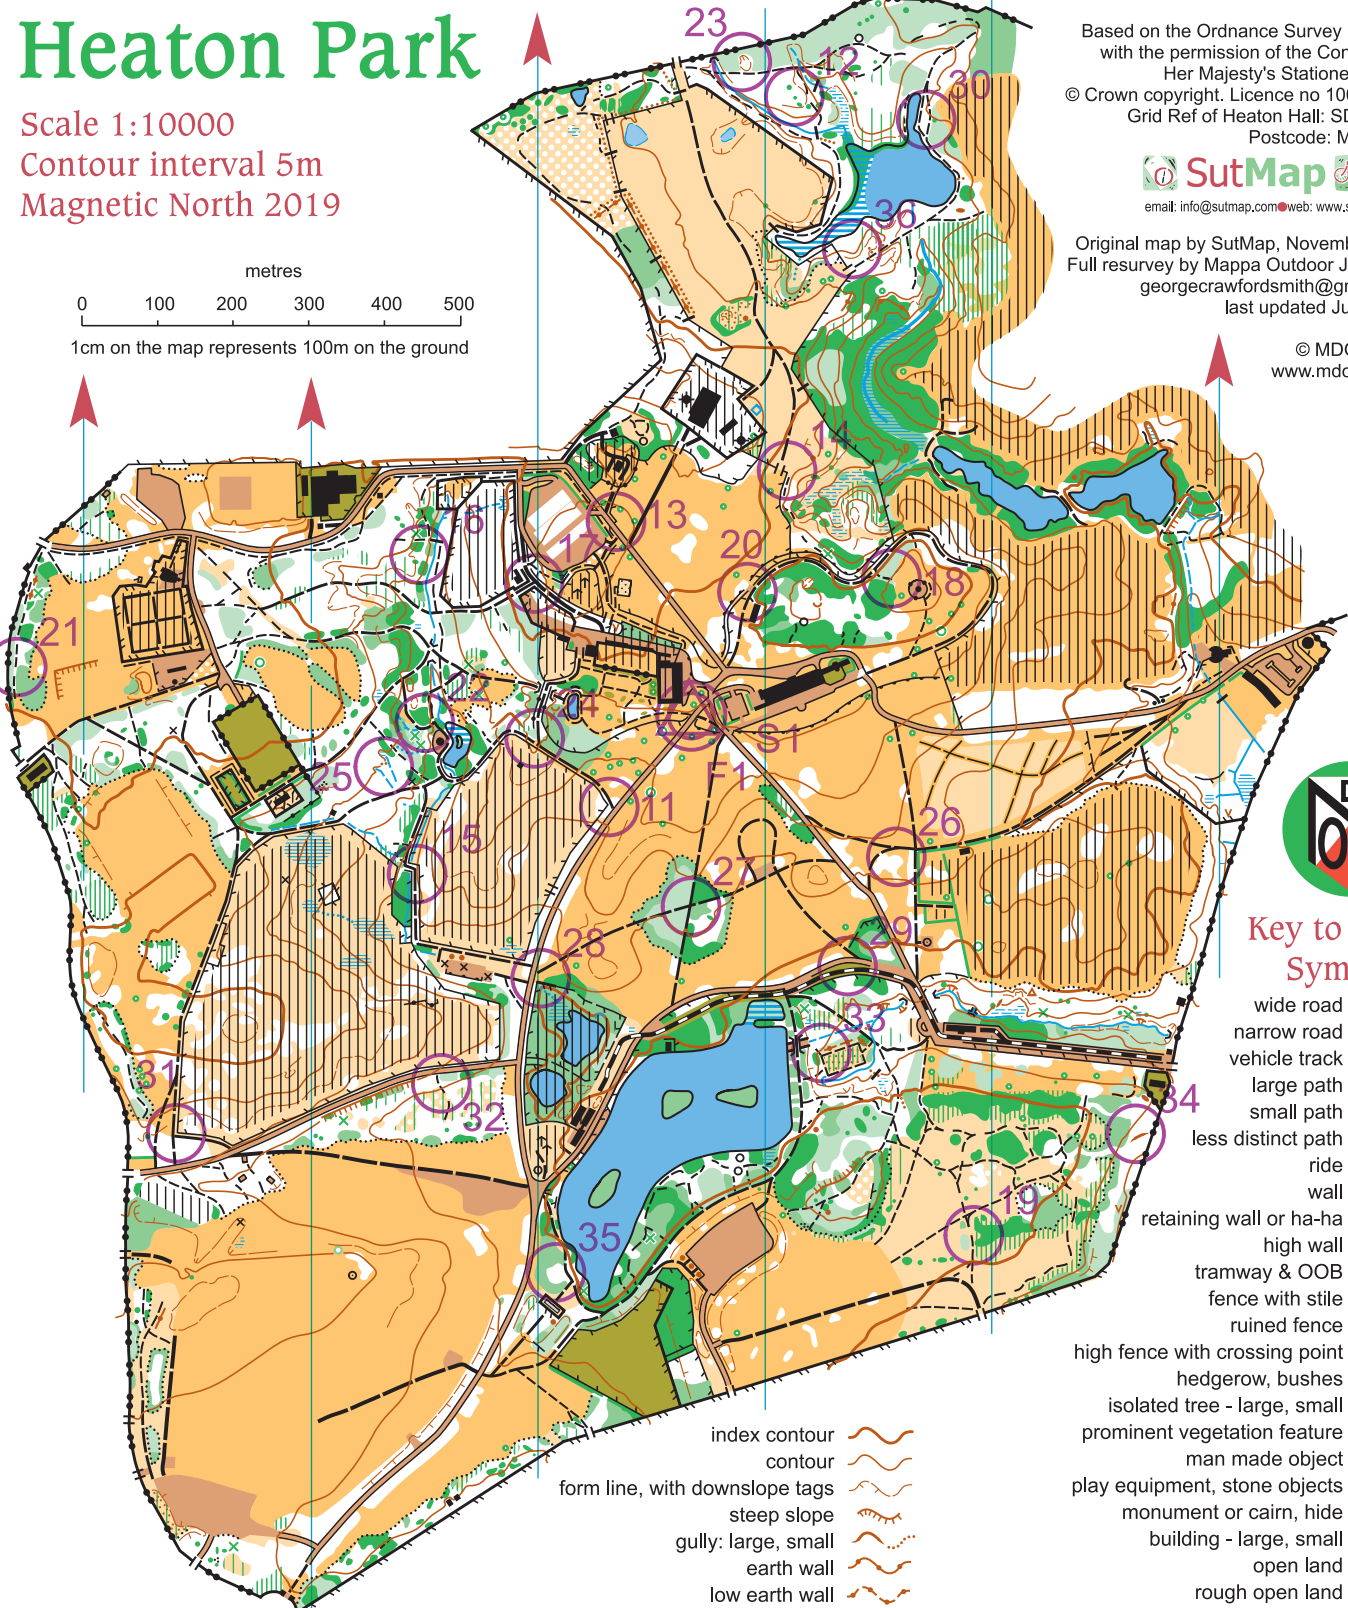 Heaton Park
Scale 1:10000
Contour interval 5m
Magnetic North 2019
metres
0 100 200 300 400 500
1cm on the map represents 100m on the ground
Based on the Ordnance Survey
with the permission of the Con
Her Majesty's Statione
© Crown copyright. Licence no 100
Grid Ref of Heaton Hall: SD
Postcode: M
SutMap
email: info@sutmap.com web: www.s
Original map by SutMap, Novemb
Full resurvey by Mappa Outdoor J
georgecrawfordsmith@gm
last updated Ju
© MDO
www.mdo
23
12
30
36
14
13
16
17
20
18
21
22
24
25
S1
F1
11
15
26
27
28
29
33
31
32
34
19
35
Key to
Sym
wide road
narrow road
vehicle track
large path
small path
less distinct path
ride
wall
retaining wall or ha-ha
high wall
tramway & OOB
fence with stile
ruined fence
high fence with crossing point
hedgerow, bushes
isolated tree - large, small
prominent vegetation feature
man made object
play equipment, stone objects
monument or cairn, hide
building - large, small
open land
rough open land
index contour
contour
form line, with downslope tags
steep slope
gully: large, small
earth wall
low earth wall